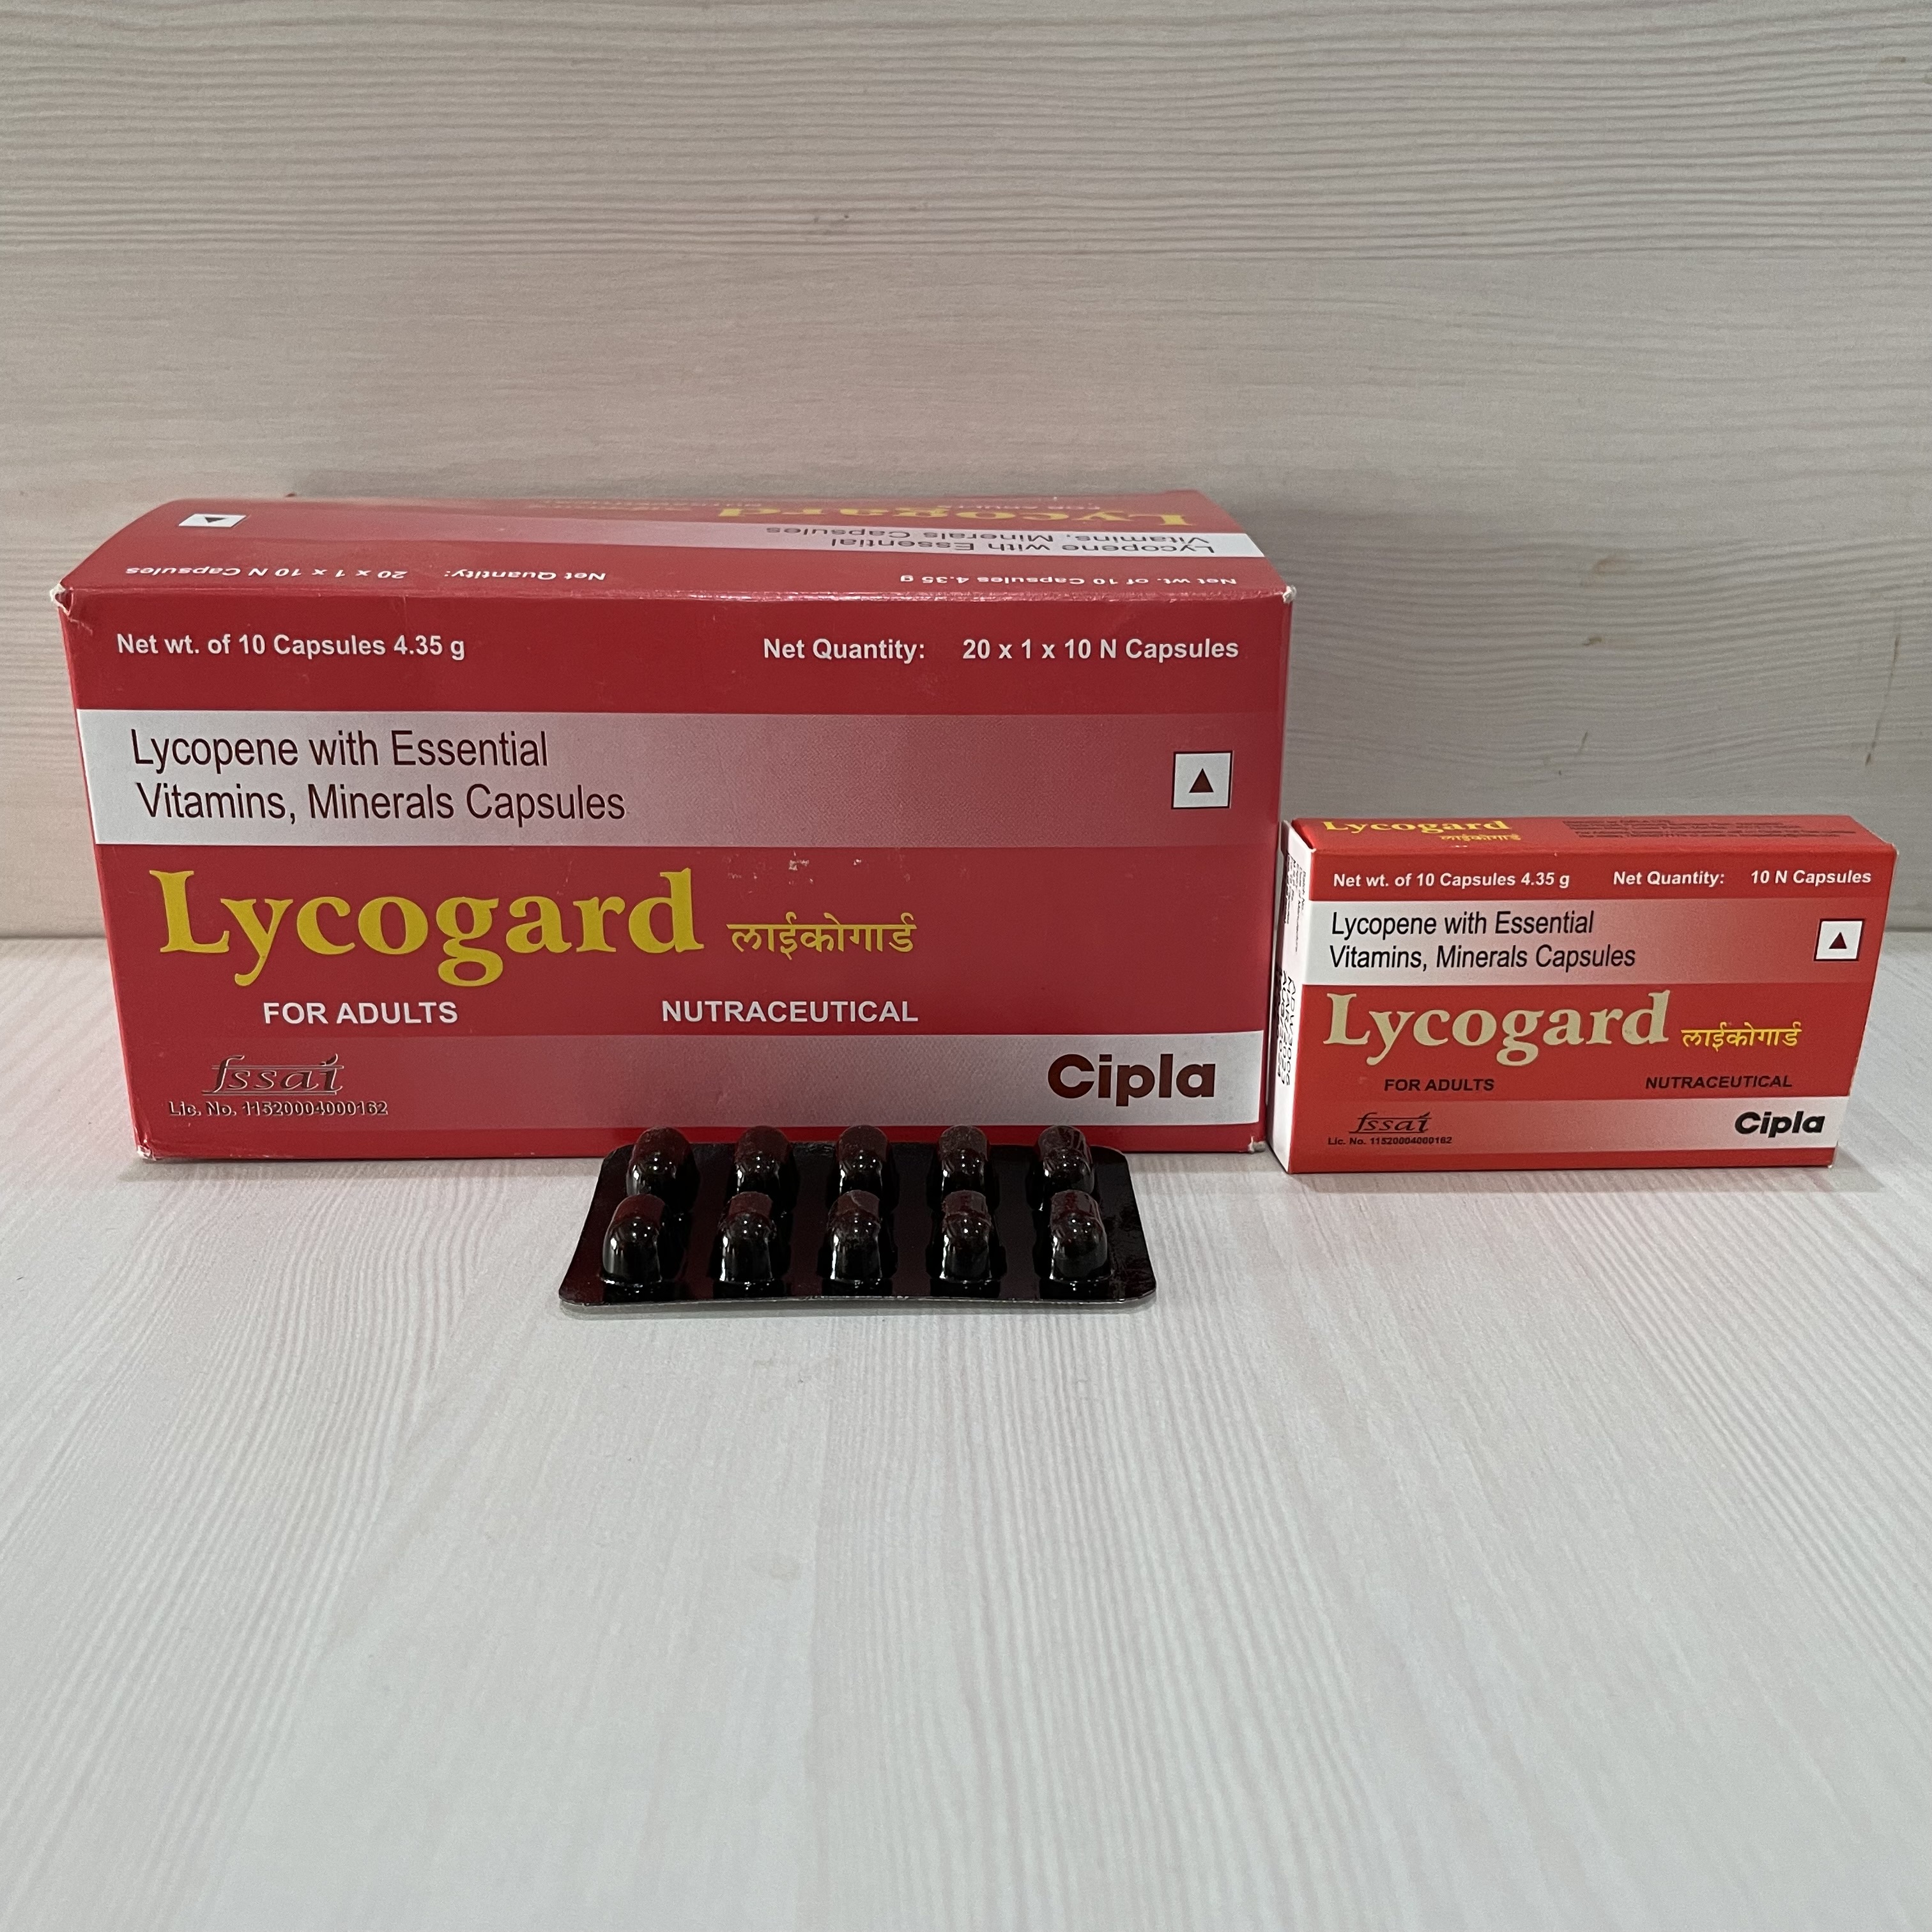 Lycogard
Lycopene with Essential
Vitamins, Minerals Capsules
Net wt. of 10 Capsules 4.35 g Net Quantity: 20 x 1 x 10 N Capsules
Net wt. of 10 Capsules 4.35 g Net Quantity: 20 x 1 x 10 N Capsules
Lycopene with Essential
Vitamins, Minerals Capsules
Lycogard लाईकोगार्ड
FOR ADULTS NUTRACEUTICAL
fssai
Lic. No. 11520004000162
Cipla
Lycogard
लाईकोगार्ड
Net wt. of 10 Capsules 4.35 g Net Quantity: 10 N Capsules
Lycopene with Essential
Vitamins, Minerals Capsules
Lycogard लाईकोगार्ड
FOR ADULTS NUTRACEUTICAL
fssai
Lic. No. 11520004000162
Cipla